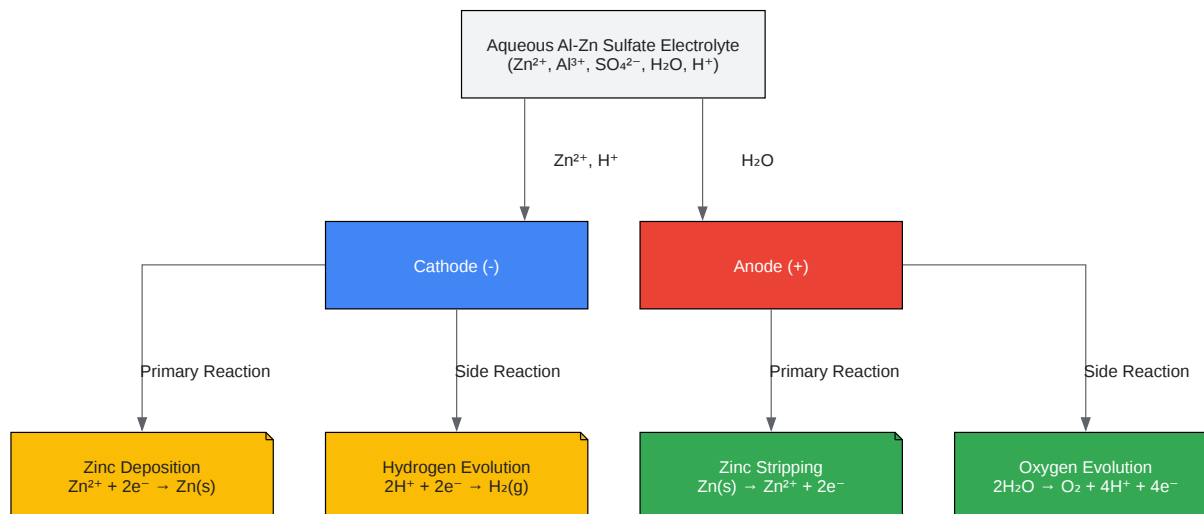 Aqueous Al-Zn Sulfate Electrolyte
(Zn²⁺, Al³⁺, SO₄²⁻, H₂O, H⁺)
Zn²⁺, H⁺
H₂O
Cathode (-)
Anode (+)
Primary Reaction
Side Reaction
Primary Reaction
Side Reaction
Zinc Deposition
Zn²⁺ + 2e⁻ → Zn(s)
Hydrogen Evolution
2H⁺ + 2e⁻ → H₂(g)
Zinc Stripping
Zn(s) → Zn²⁺ + 2e⁻
Oxygen Evolution
2H₂O → O₂ + 4H⁺ + 4e⁻